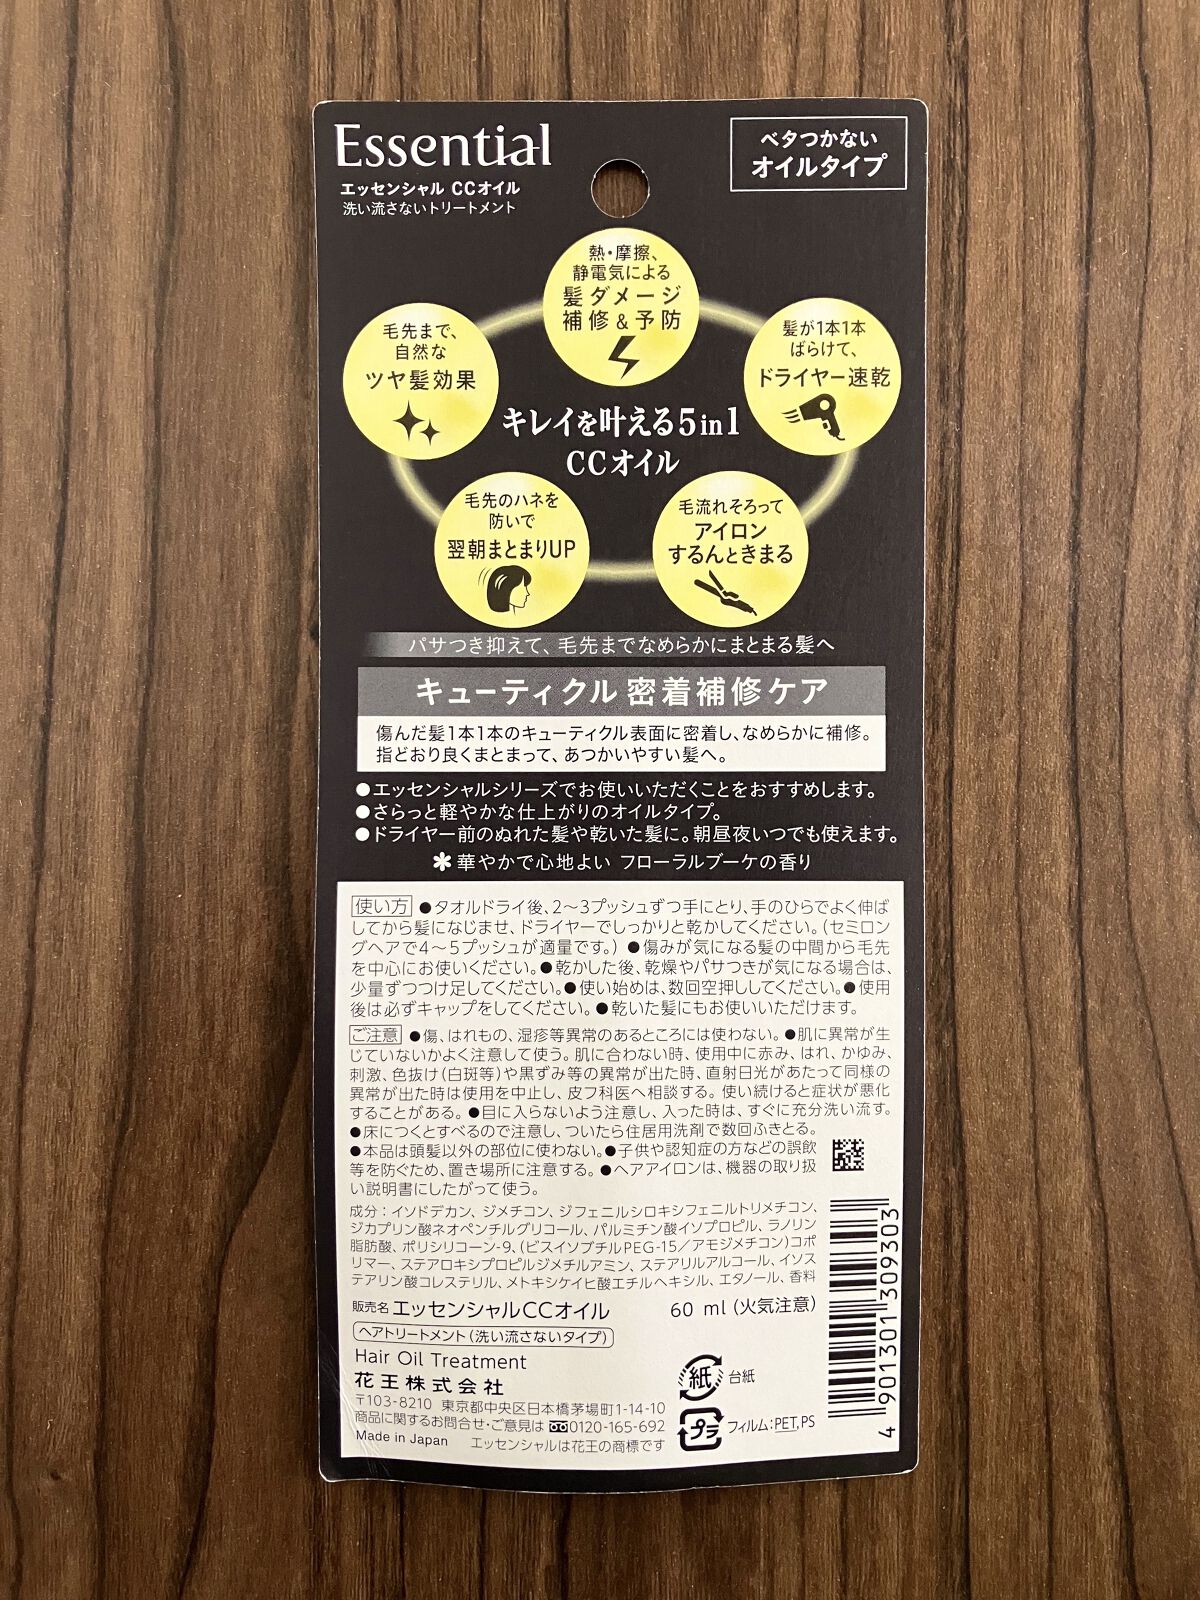 Essential
エッセンシャル CCオイル
洗い流さないトリートメント
ベタつかない
オイルタイプ
熱・摩擦、
静電気による
髪ダメージ
補修&予防
毛先まで、
自然な
ツヤ髪効果
髪が1本1本
ばらけて、
ドライヤー速乾
キレイを叶える5in1
CCオイル
毛先のハネを
防いで
翌朝まとまりUP
毛流れそろって
アイロン
するんときまる
パサつき抑えて、毛先までなめらかにまとまる髪へ
キューティクル 密着補修ケア
傷んだ髪1本1本のキューティクル表面に密着し、なめらかに補修。
指どおり良くまとまって、あつかいやすい髪へ。
●エッセンシャルシリーズでお使いいただくことをおすすめします。
●さらっと軽やかな仕上がりのオイルタイプ。
●ドライヤー前のぬれた髪や乾いた髪に。朝昼夜いつでも使えます。
✻華やかで心地よい フローラルブーケの香り
使い方 ●タオルドライ後、2〜3プッシュずつ手にとり、手のひらでよく伸ば
してから髪になじませ、ドライヤーでしっかりと乾かしてください。(セミロン
グヘアで4〜5プッシュが適量です。) ●傷みが気になる髪の中間から毛先
を中心にお使いください。●乾かした後、乾燥やパサつきが気になる場合は、
少量ずつつけ足してください。●使い始めは、数回空押ししてください。●使用
後は必ずキャップをしてください。●乾いた髪にもお使いいただけます。
ご注意 ●傷、はれもの、湿疹等異常のあるところには使わない。●肌に異常が生
じていないかよく注意して使う。肌に合わない時、使用中に赤み、はれ、かゆみ、
刺激、色抜け(白斑等)や黒ずみ等の異常が出た時、直射日光があたって同様の
異常が出た時は使用を中止し、皮フ科医へ相談する。使い続けると症状が悪化
することがある。●目に入らないよう注意し、入った時は、すぐに充分洗い流す。
●床につくとすべるので注意し、ついたら住居用洗剤で数回ふきとる。
●本品は頭髪以外の部位に使わない。●子供や認知症の方などの誤飲
等を防ぐため、置き場所に注意する。●ヘアアイロンは、機器の取り扱
い説明書にしたがって使う。
成分:イソドデカン、ジメチコン、ジフェニルシロキシフェニルトリメチコン、
ジカプリン酸ネオペンチルグリコール、パルミチン酸イソプロピル、ラノリン
脂肪酸、ポリシリコーン-9、(ビスイソブチルPEG-15/アモジメチコン)コポ
リマー、ステアロキシプロピルジメチルアミン、ステアリルアルコール、イソス
テアリン酸コレステリル、メトキシケイヒ酸エチルヘキシル、エタノール、香料
販売名 エッセンシャルCCオイル 60 ml(火気注意)
ヘアトリートメント(洗い流さないタイプ)
Hair Oil Treatment
花王株式会社
〒103-8210 東京都中央区日本橋茅場町1-14-10
商品に関するお問合せ・ご意見は 0120-165-692
Made in Japan エッセンシャルは花王の商標です
紙 台紙
プラ フィルム:PET, PS
4 901301 309303